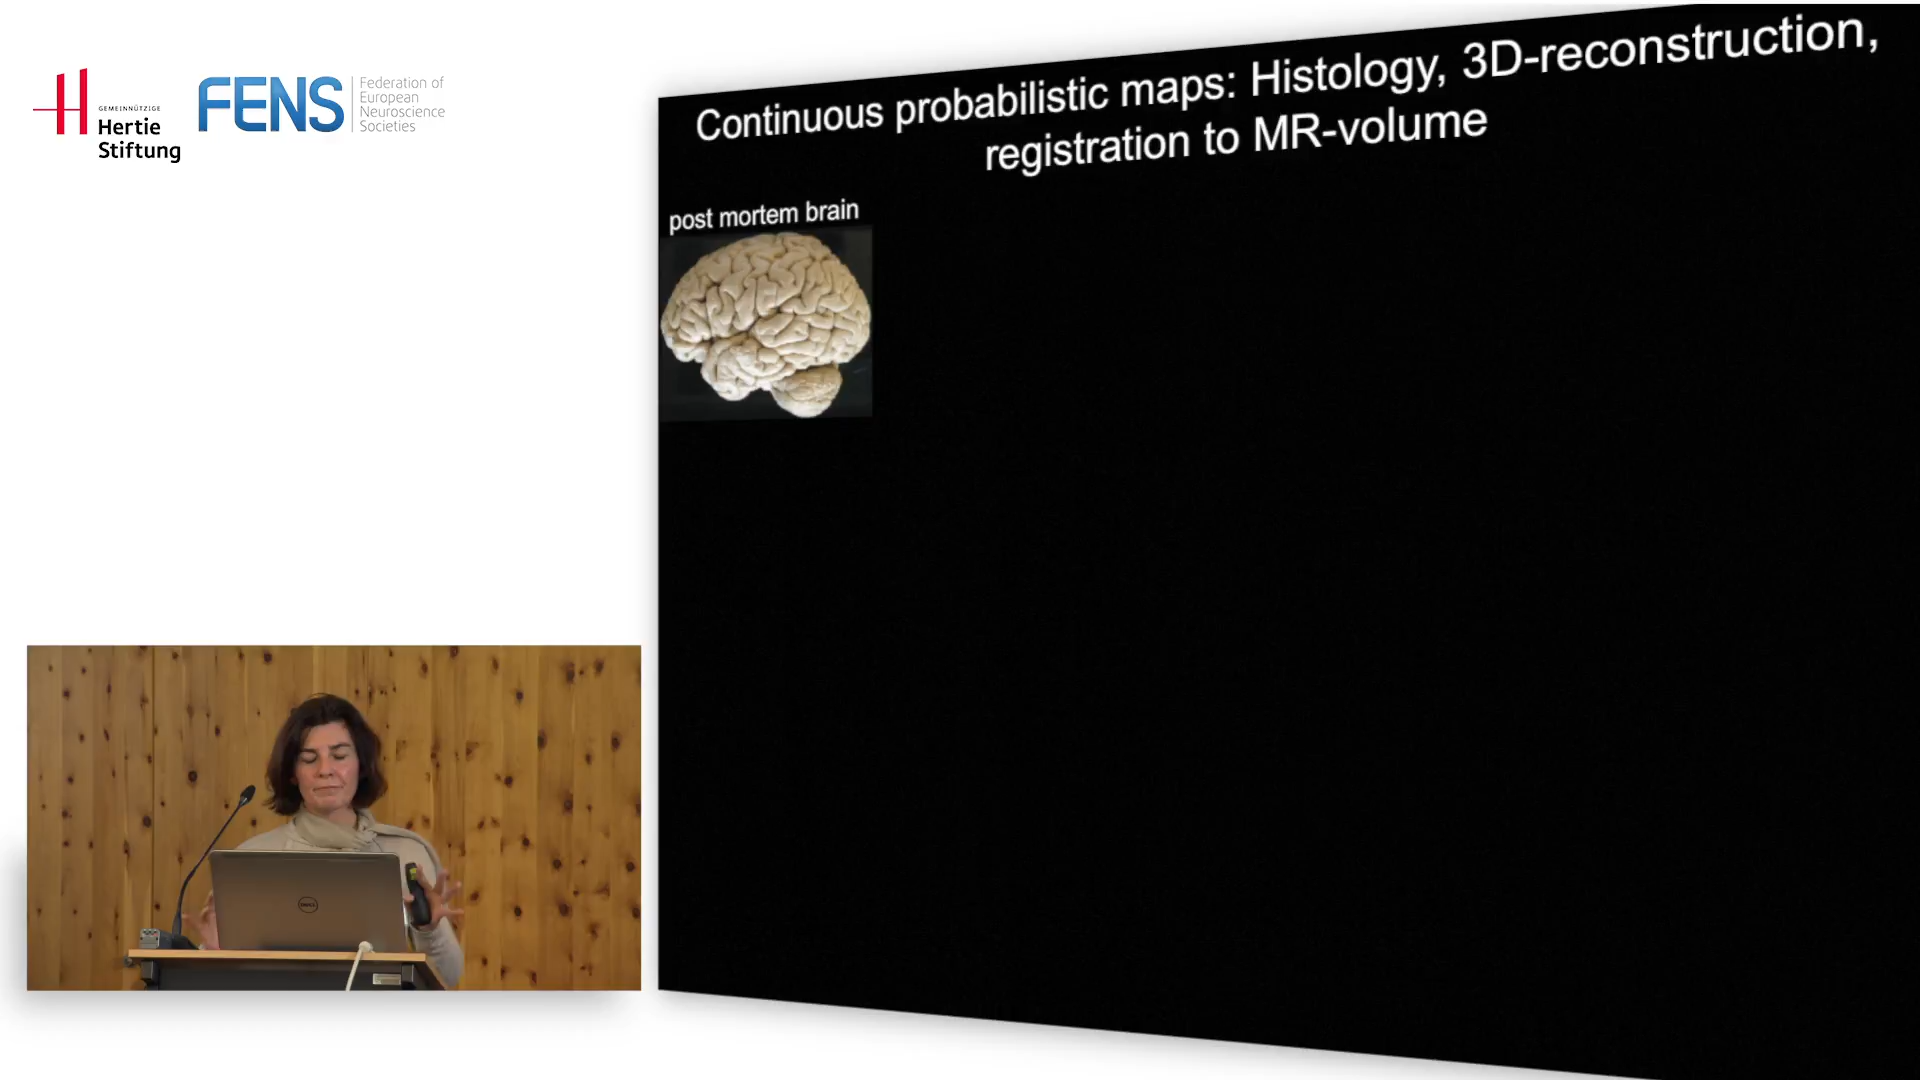 GEMEINNÜTZIGE
Hertie
Stiftung
FENS
Federation of
European
Neuroscience
Societies
Continuous probabilistic maps: Histology, 3D-reconstruction,
registration to MR-volume
post mortem brain
DELL